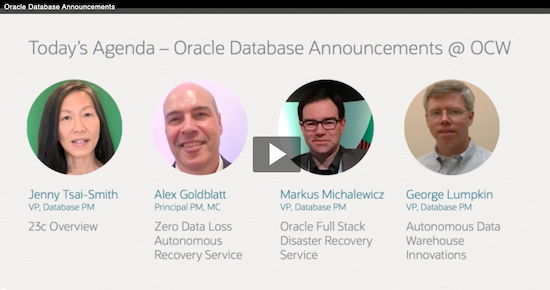 Oracle Database Announcements
Today's Agenda – Oracle Database Announcements @ OCW
Jenny Tsai-Smith
VP, Database PM
23c Overview
Alex Goldblatt
Principal PM, MC
Zero Data Loss
Autonomous
Recovery Service
Markus Michalewicz
VP, Database PM
Oracle Full Stack
Disaster Recovery
Service
George Lumpkin
VP, Database PM
Autonomous Data
Warehouse
Innovations